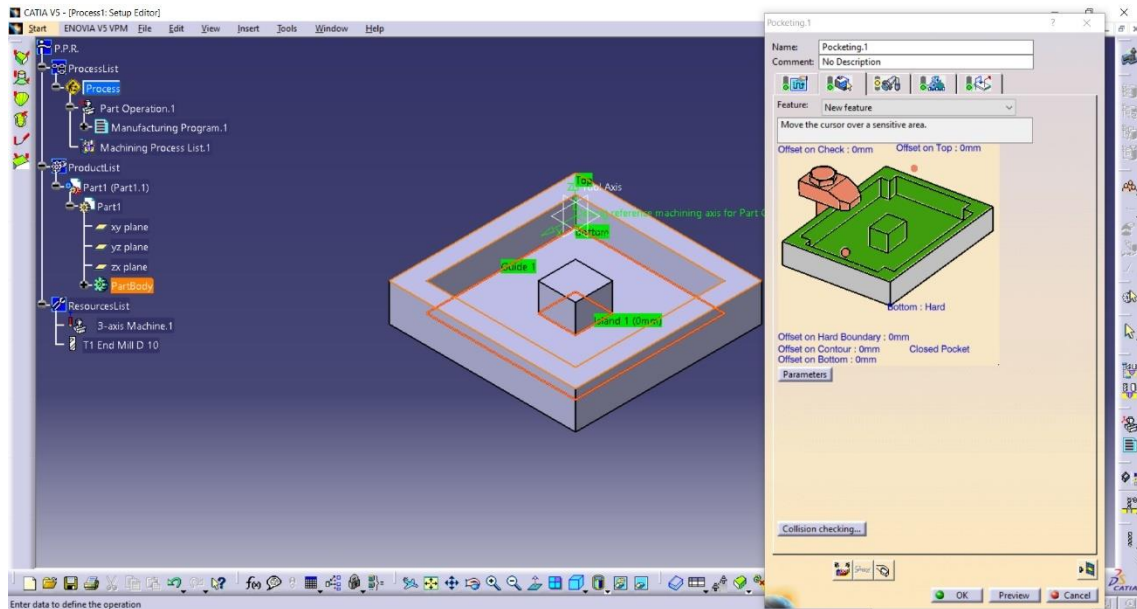 CATIA V5 - [Process1: Setup Editor]
Start ENOVIA V5 VPM File Edit View Insert Tools Window Help
P.P.R.
ProcessList
Process
Part Operation.1
Manufacturing Program.1
Machining Process List.1
ProductList
Part1 (Part1.1)
Part1
xy plane
yz plane
zx plane
PartBody
ResourcesList
3-axis Machine.1
T1 End Mill D 10
Top
Tool Axis
reference machining axis for Part
Bottom
Guide 1
Island 1 (0mm)
Pocketing.1
Name: Pocketing.1
Comment: No Description
Feature: New feature
Move the cursor over a sensitive area.
Offset on Check : 0mm Offset on Top : 0mm
Bottom : Hard
Offset on Hard Boundary : 0mm
Offset on Contour : 0mm Closed Pocket
Offset on Bottom : 0mm
Parameters
Collision checking...
OK Preview Cancel
f(x)
CATIA
Enter data to define the operation